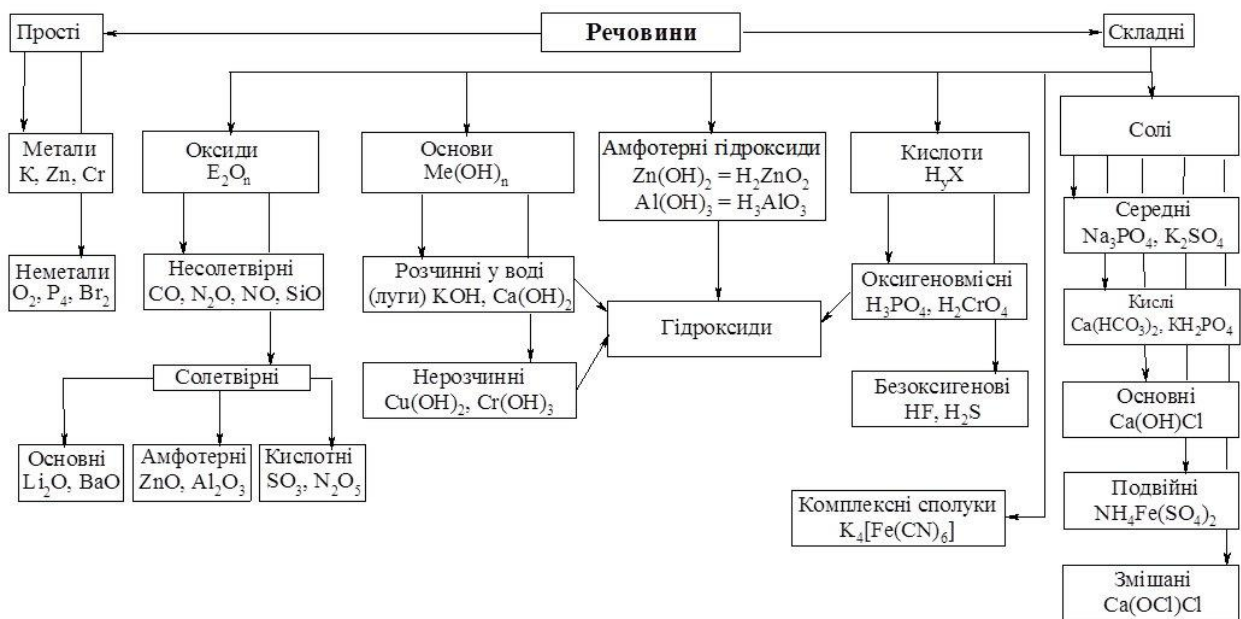 Прості
Речовини
Складні
Метали
K, Zn, Cr
Неметали
O₂, P₄, Br₂
Оксиди
E₂Oₙ
Несолетвірні
CO, N₂O, NO, SiO
Солетвірні
Основні
Li₂O, BaO
Амфотерні
ZnO, Al₂O₃
Кислотні
SO₃, N₂O₅
Основи
Me(OH)ₙ
Розчинні у воді
(луги) KOH, Ca(OH)₂
Нерозчинні
Cu(OH)₂, Cr(OH)₃
Амфотерні гідроксиди
Zn(OH)₂ = H₂ZnO₂
Al(OH)₃ = H₃AlO₃
Гідроксиди
Кислоти
HᵧX
Оксигеновмісні
H₃PO₄, H₂CrO₄
Безоксигенові
HF, H₂S
Комплексні сполуки
K₄[Fe(CN)₆]
Солі
Середні
Na₃PO₄, K₂SO₄
Кислі
Ca(HCO₃)₂, KH₂PO₄
Основні
Ca(OH)Cl
Подвійні
NH₄Fe(SO₄)₂
Змішані
Ca(OCl)Cl